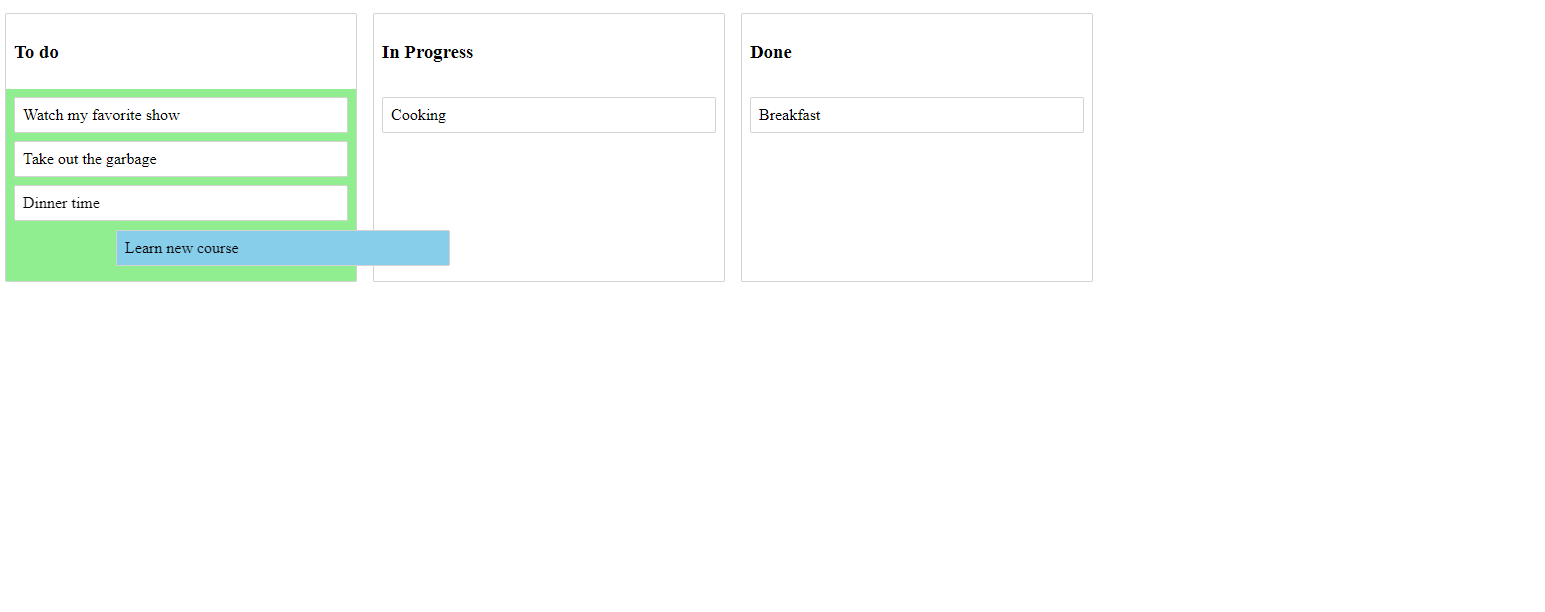 To do
Watch my favorite show
Take out the garbage
Dinner time
Learn new course
In Progress
Cooking
Done
Breakfast